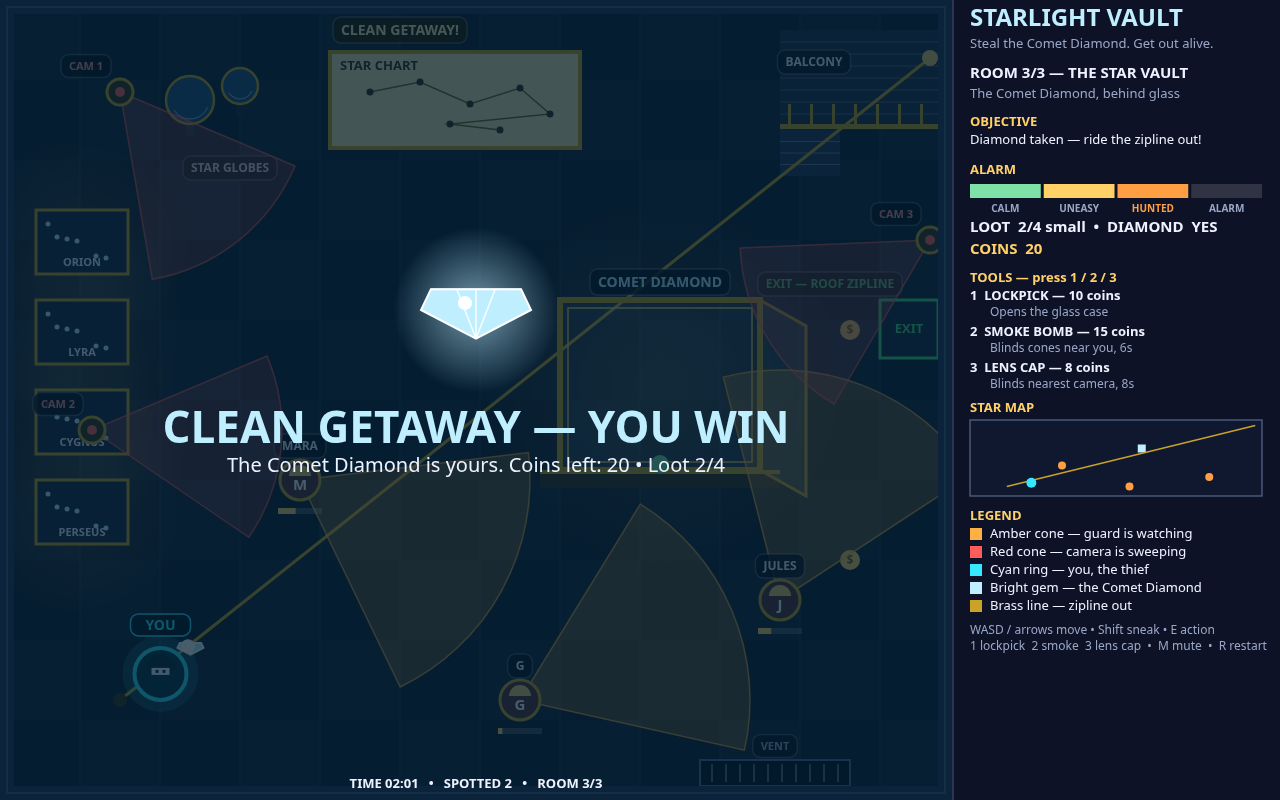 CLEAN GETAWAY!
STAR CHART
CAM 1
BALCONY
STAR GLOBES
CAM 3
ORION
COMET DIAMOND
EXIT — ROOF ZIPLINE
$
EXIT
LYRA
CAM 2
CYGNUS
CLEAN GETAWAY — YOU WIN
MARA
The Comet Diamond is yours. Coins left: 20 • Loot 2/4
M
PERSEUS
$
JULES
J
YOU
G
G
VENT
TIME 02:01 • SPOTTED 2 • ROOM 3/3
STARLIGHT VAULT
Steal the Comet Diamond. Get out alive.
ROOM 3/3 — THE STAR VAULT
The Comet Diamond, behind glass
OBJECTIVE
Diamond taken — ride the zipline out!
ALARM
CALM UNEASY HUNTED ALARM
LOOT 2/4 small • DIAMOND YES
COINS 20
TOOLS — press 1 / 2 / 3
1 LOCKPICK — 10 coins
Opens the glass case
2 SMOKE BOMB — 15 coins
Blinds cones near you, 6s
3 LENS CAP — 8 coins
Blinds nearest camera, 8s
STAR MAP
LEGEND
Amber cone — guard is watching
Red cone — camera is sweeping
Cyan ring — you, the thief
Bright gem — the Comet Diamond
Brass line — zipline out
WASD / arrows move • Shift sneak • E action
1 lockpick 2 smoke 3 lens cap • M mute • R restart